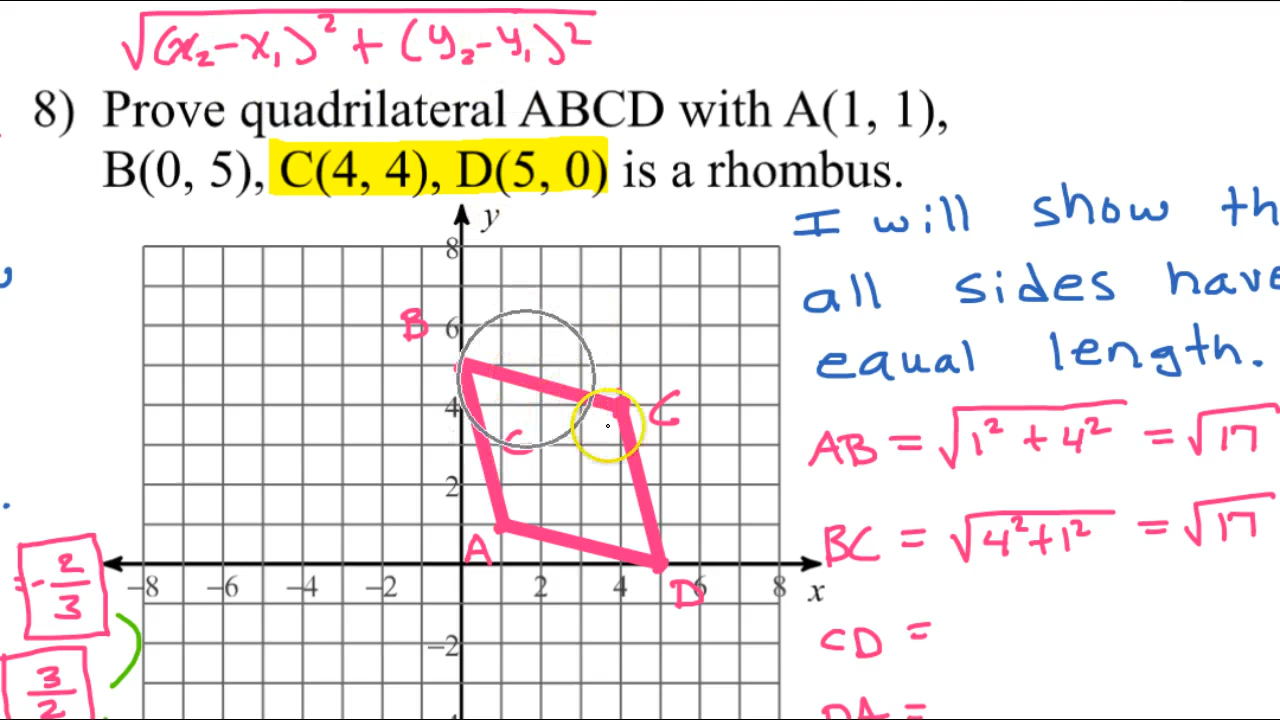 √(x₂-x₁)² + (y₂-y₁)²
8) Prove quadrilateral ABCD with A(1, 1),
B(0, 5), C(4, 4), D(5, 0) is a rhombus.
I will show th
all sides have
equal length.
y
8
B 6
4 C
C
2
A
-8 -6 -4 -2 2 4 6 8 x
D
-2
= -2/3
3/2
AB = √1² + 4² = √17
BC = √4² + 1² = √17
CD =
DA =